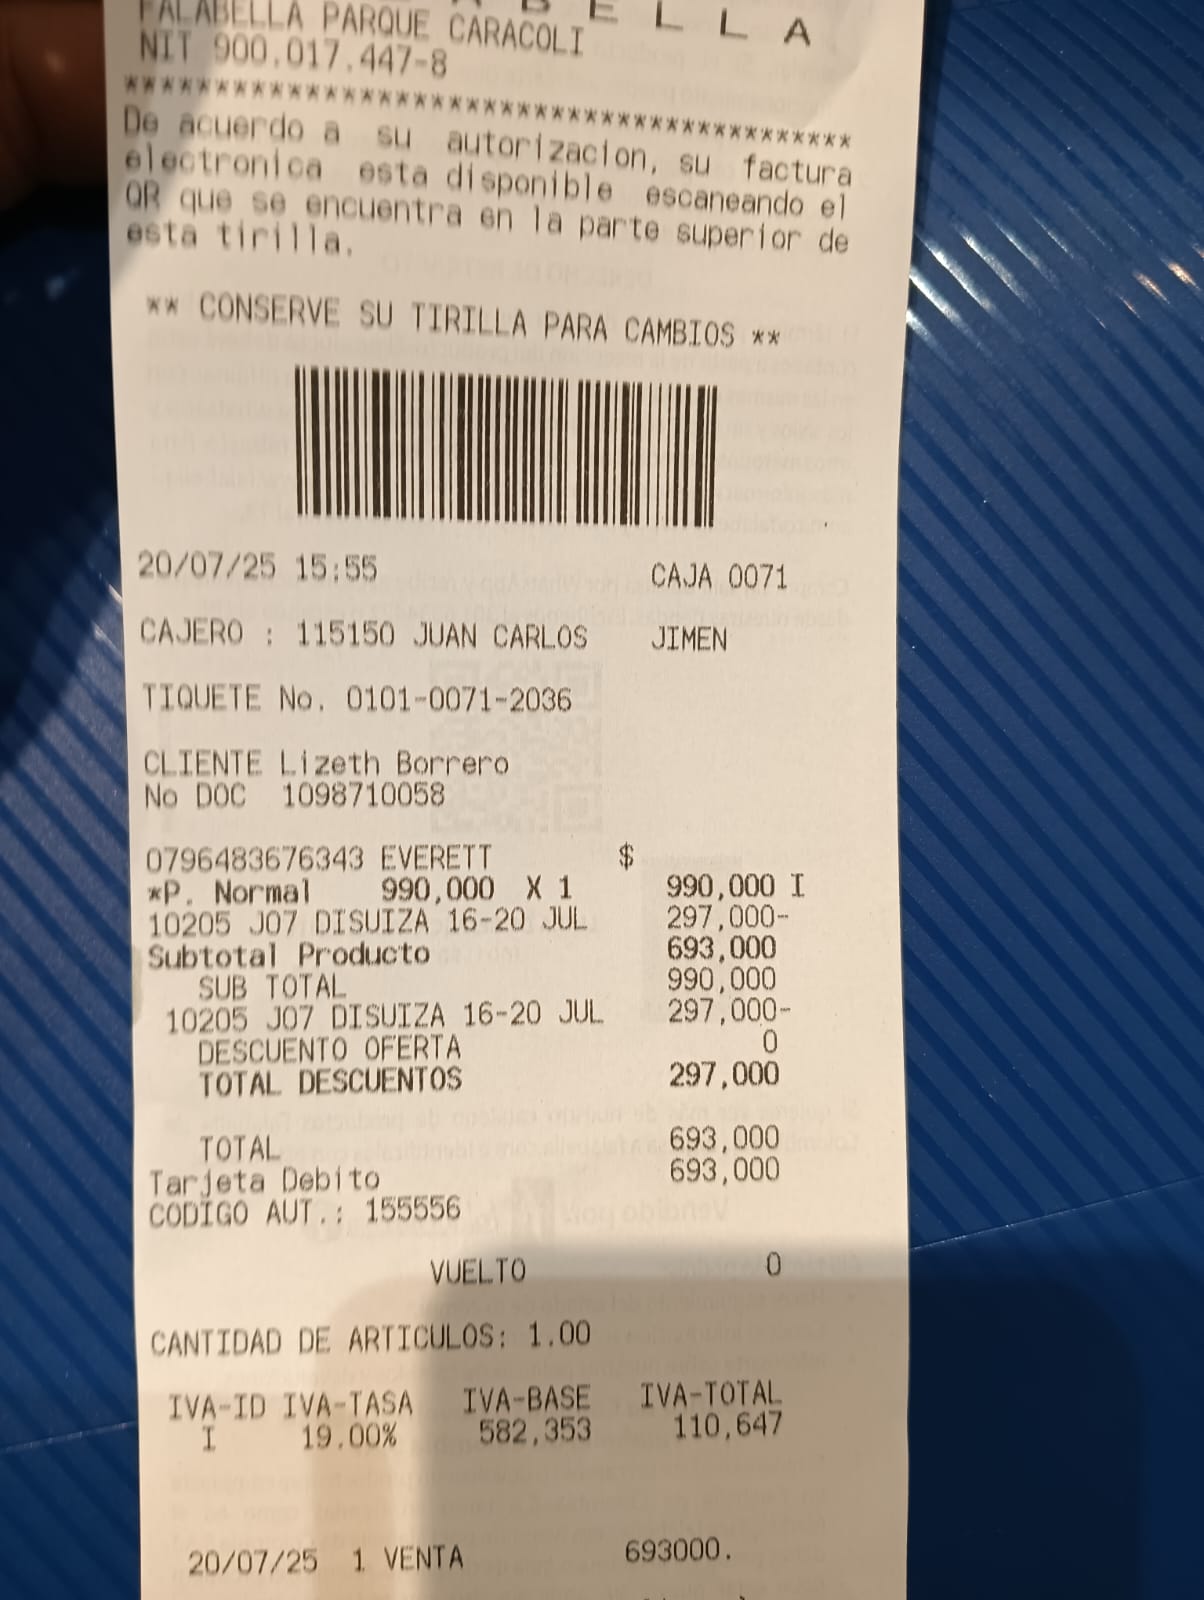 B E L L A
FALABELLA PARQUE CARACOLI
NIT 900.017.447-8
************************************************
De acuerdo a su autorizacion, su factura
electronica esta disponible escaneando el
QR que se encuentra en la parte superior de
esta tirilla.
** CONSERVE SU TIRILLA PARA CAMBIOS **
20/07/25 15:55 CAJA 0071
CAJERO : 115150 JUAN CARLOS JIMEN
TIQUETE No. 0101-0071-2036
CLIENTE Lizeth Borrero
No DOC 1098710058
0796483676343 EVERETT $
*P. Normal 990,000 X 1 990,000 I
10205 J07 DISUIZA 16-20 JUL 297,000-
Subtotal Producto 693,000
SUB TOTAL 990,000
10205 J07 DISUIZA 16-20 JUL 297,000-
DESCUENTO OFERTA 0
TOTAL DESCUENTOS 297,000
TOTAL 693,000
Tarjeta Debito 693,000
CODIGO AUT.: 155556
VUELTO 0
CANTIDAD DE ARTICULOS: 1.00
IVA-ID IVA-TASA IVA-BASE IVA-TOTAL
I 19.00% 582,353 110,647
20/07/25 1 VENTA 693000.